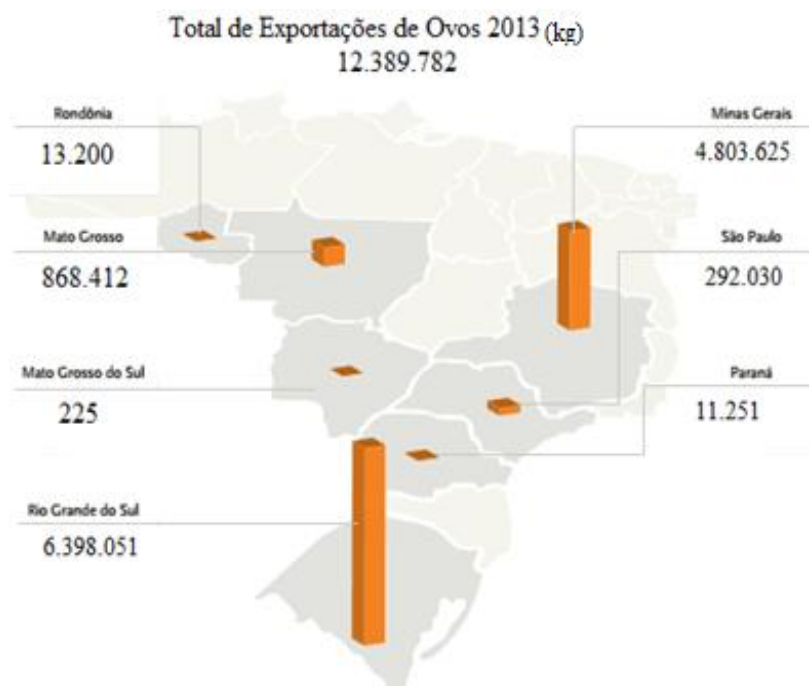 Total de Exportações de Ovos 2013 (kg)
12.389.782
Rondônia
13.200
Minas Gerais
4.803.625
Mato Grosso
868.412
São Paulo
292.030
Mato Grosso do Sul
225
Paraná
11.251
Rio Grande do Sul
6.398.051